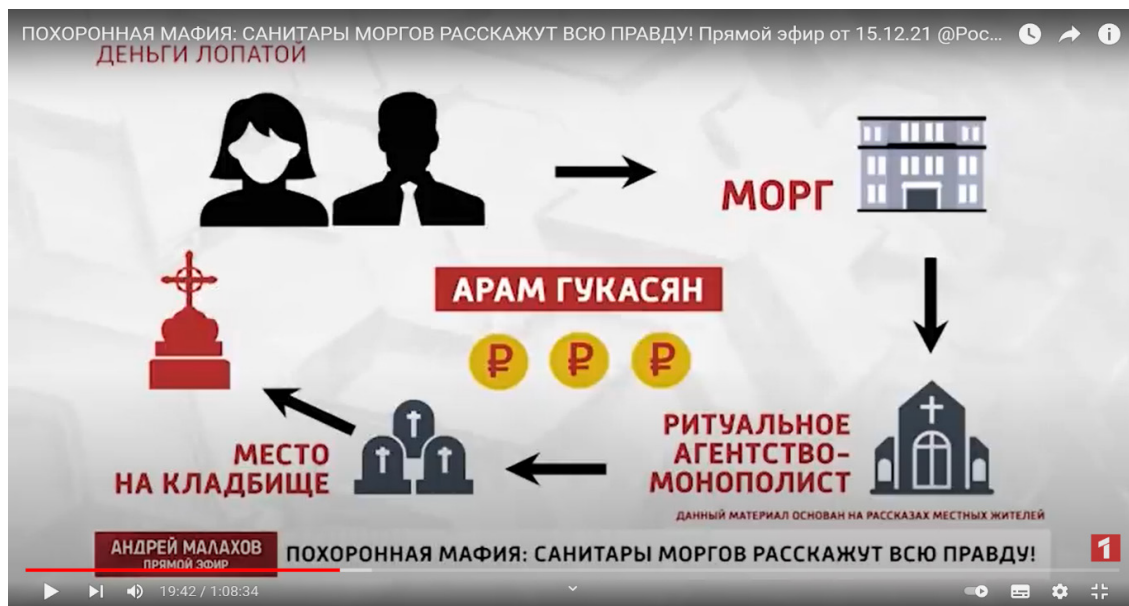 ПОХОРОННАЯ МАФИЯ: САНИТАРЫ МОРГОВ РАССКАЖУТ ВСЮ ПРАВДУ! Прямой эфир от 15.12.21 @Рос...
ДЕНЬГИ ЛОПАТОЙ
МОРГ
АРАМ ГУКАСЯН
₽ ₽ ₽
РИТУАЛЬНОЕ
АГЕНТСТВО-
МОНОПОЛИСТ
МЕСТО
НА КЛАДБИЩЕ
ДАННЫЙ МАТЕРИАЛ ОСНОВАН НА РАССКАЗАХ МЕСТНЫХ ЖИТЕЛЕЙ
АНДРЕЙ МАЛАХОВ
ПРЯМОЙ ЭФИР
ПОХОРОННАЯ МАФИЯ: САНИТАРЫ МОРГОВ РАССКАЖУТ ВСЮ ПРАВДУ!
1
19:42 / 1:08:34